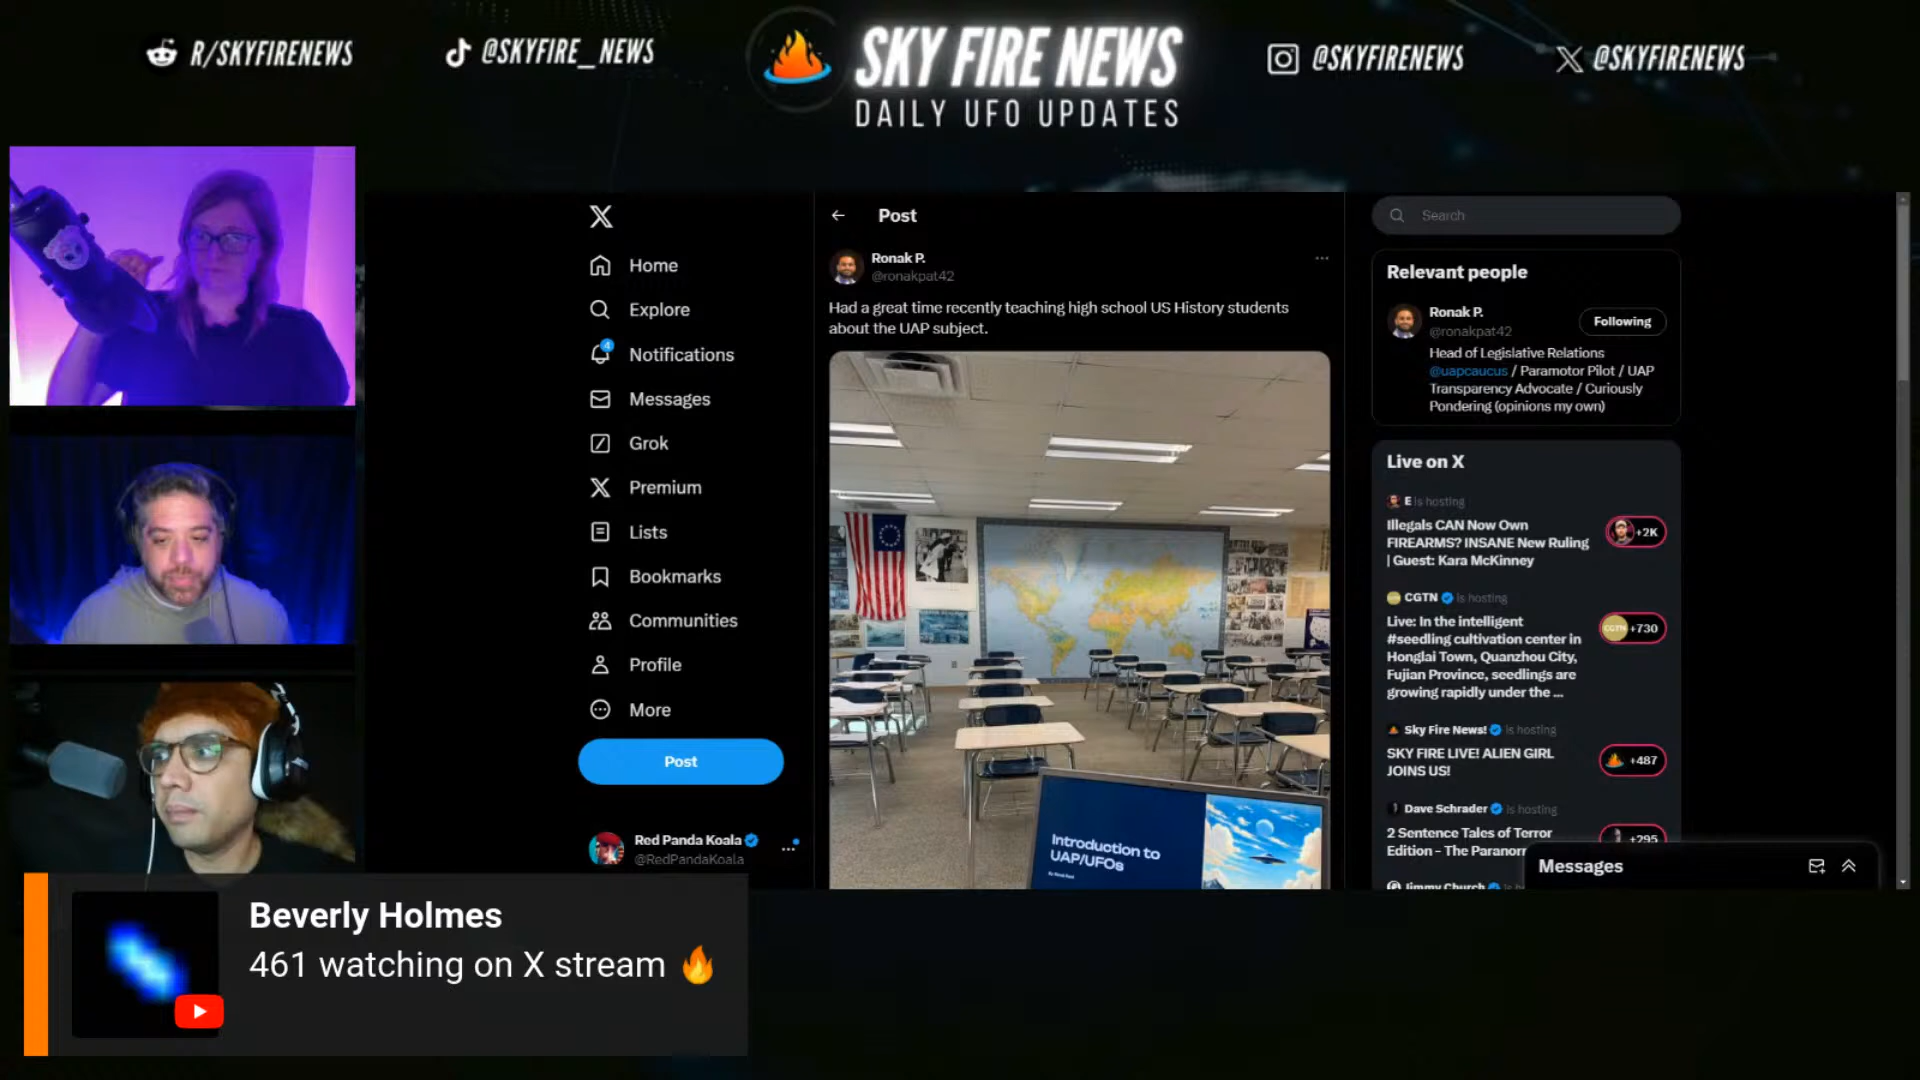 R/SKYFIRENEWS
@SKYFIRE_NEWS
SKY FIRE NEWS
DAILY UFO UPDATES
@SKYFIRENEWS
@SKYFIRENEWS
X
Home
Explore
4
Notifications
Messages
Grok
Premium
Lists
Bookmarks
Communities
Profile
More
Post
Red Panda Koala
@RedPandaKoala
Post
Ronak P.
@ronakpat42
Had a great time recently teaching high school US History students
about the UAP subject.
Introduction to
UAP/UFOs
Search
Relevant people
Ronak P.
@ronakpat42
Following
Head of Legislative Relations
@uapcaucus / Paramotor Pilot / UAP
Transparency Advocate / Curiously
Pondering (opinions my own)
Live on X
E is hosting
Illegals CAN Now Own
FIREARMS? INSANE New Ruling
| Guest: Kara McKinney
+2K
CGTN is hosting
Live: In the intelligent
#seedling cultivation center in
Honglai Town, Quanzhou City,
Fujian Province, seedlings are
growing rapidly under the ...
CGTN +730
Sky Fire News! is hosting
SKY FIRE LIVE! ALIEN GIRL
JOINS US!
+487
Dave Schrader is hosting
2 Sentence Tales of Terror
Edition - The Paranor
+295
Jimmy Church is h
Messages
Beverly Holmes
461 watching on X stream 🔥